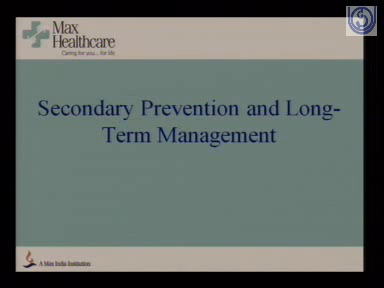 Max
Healthcare
Caring for you... for life
Secondary Prevention and Long-
Term Management
A Max India Institution